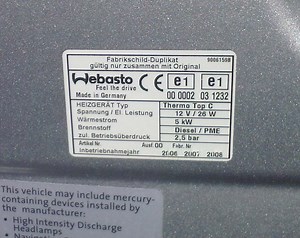 Fabrikschild-Duplikat 90061508
gültig nur zusammen mit Original
Webasto CE e1 e1
Feel the drive
Made in Germany 00 0002 03 1232
HEIZGERÄT Typ Thermo Top C
Spannung / El. Leistung 12 V / 26 W
Wärmestrom 5 kW
Brennstoff Diesel / PME
zul. Betriebsüberdruck 2,5 bar
Artikel Nr. Ausf. 00 Fabr. Nr.
Inbetriebnahmejahr 2006 2007 2008
This vehicle may include mercury-
containing devices installed by
the manufacturer:
• High Intensity Discharge
Headlamps
• Navigation